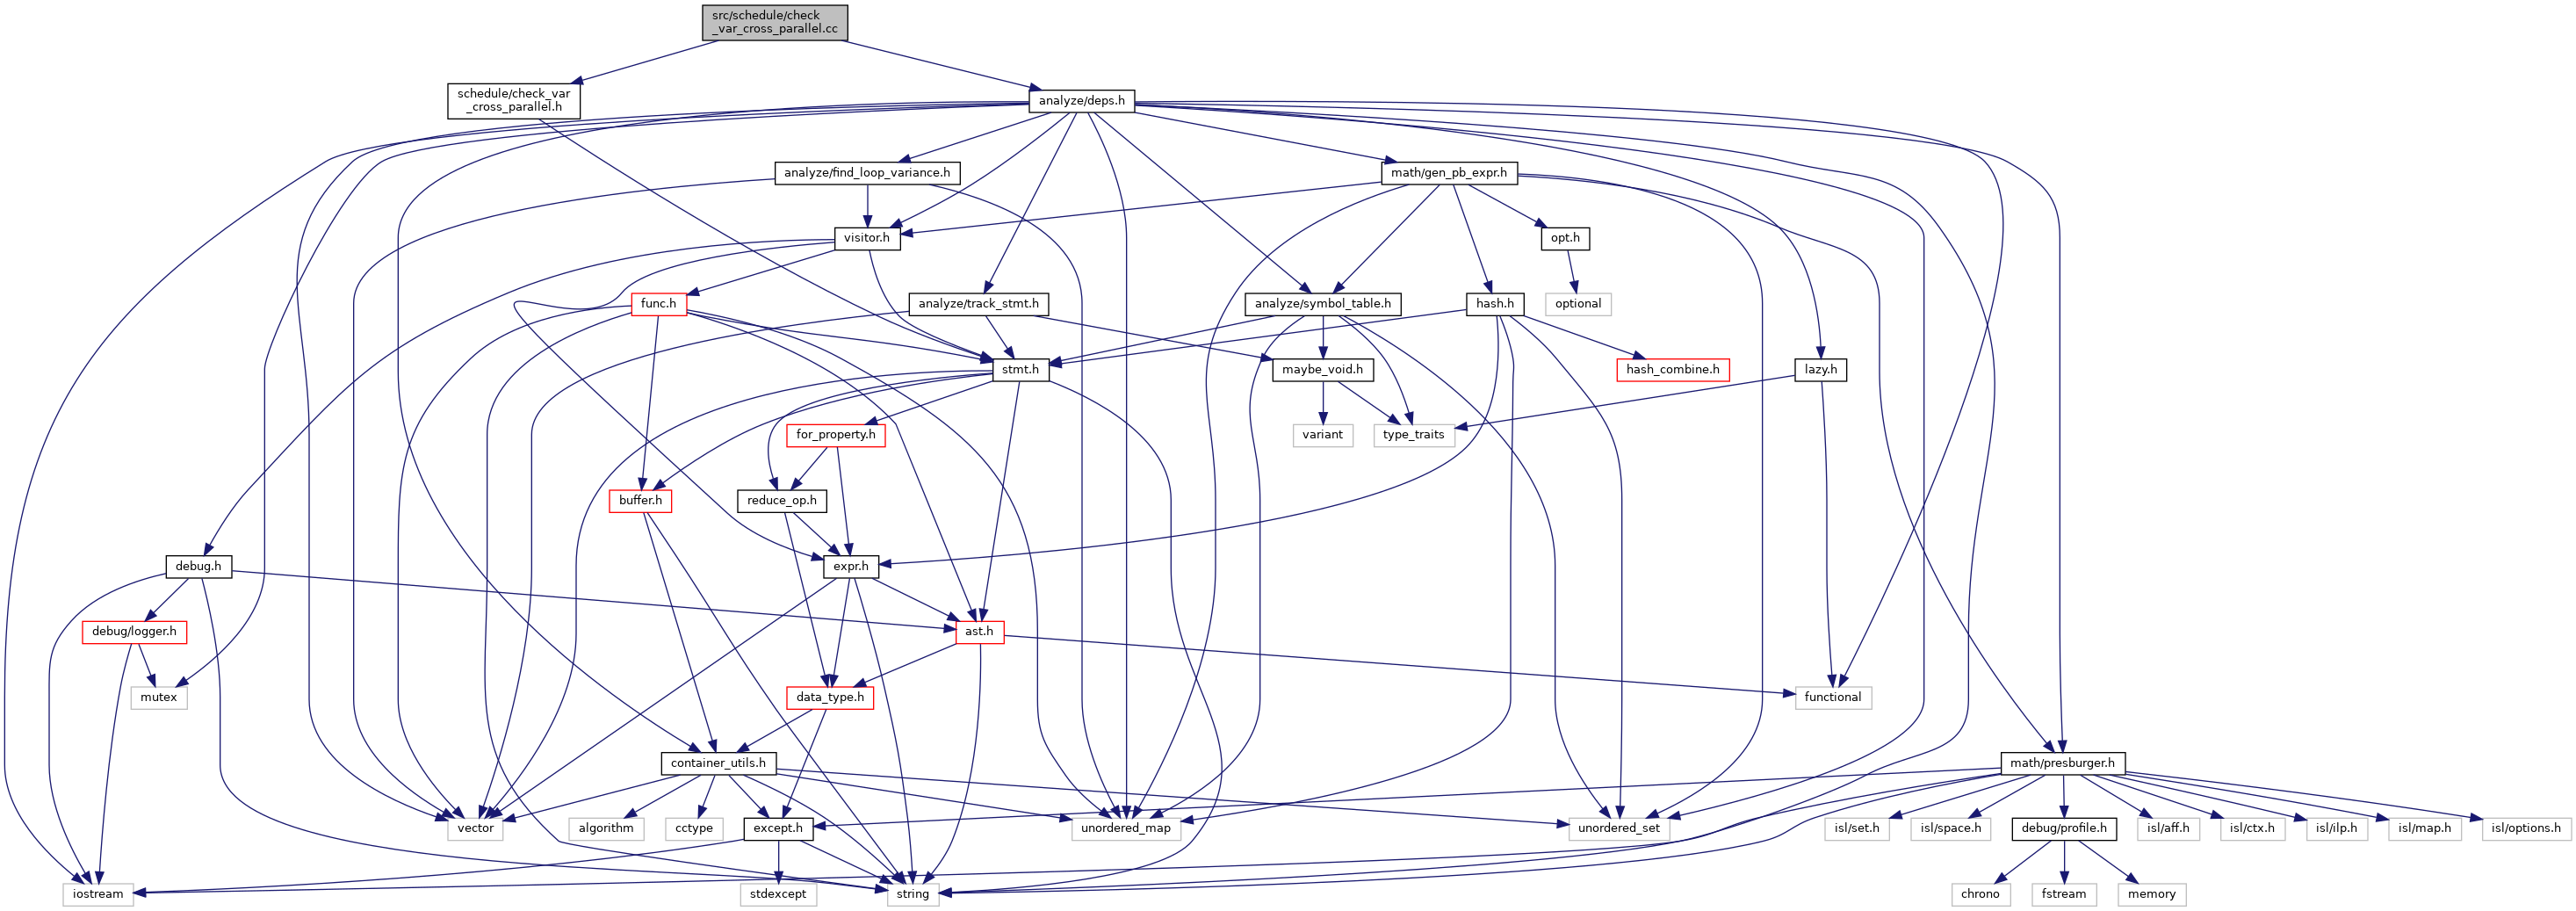 src/schedule/check
_var_cross_parallel.cc
schedule/check_var
_cross_parallel.h
analyze/deps.h
analyze/find_loop_variance.h
math/gen_pb_expr.h
visitor.h
opt.h
func.h
analyze/track_stmt.h
analyze/symbol_table.h
hash.h
optional
stmt.h
maybe_void.h
hash_combine.h
lazy.h
for_property.h
variant
type_traits
buffer.h
reduce_op.h
debug.h
expr.h
debug/logger.h
ast.h
mutex
data_type.h
functional
container_utils.h
math/presburger.h
vector
algorithm
cctype
except.h
unordered_map
unordered_set
isl/set.h
isl/space.h
debug/profile.h
isl/aff.h
isl/ctx.h
isl/ilp.h
isl/map.h
isl/options.h
iostream
stdexcept
string
chrono
fstream
memory